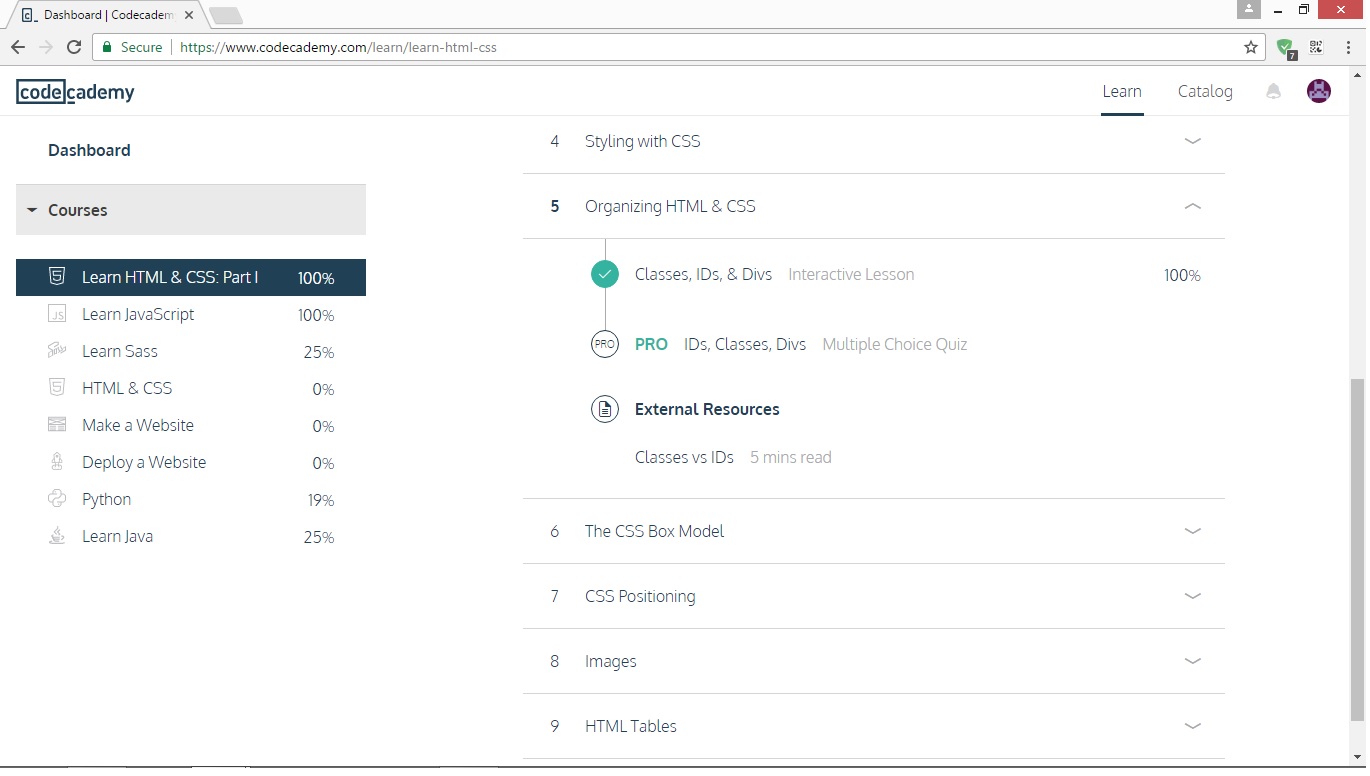 Dashboard | Codecadem
Secure https://www.codecademy.com/learn/learn-html-css
7
codecademy
Learn Catalog
Dashboard
Courses
Learn HTML & CSS: Part I 100%
JS Learn JavaScript 100%
Sass Learn Sass 25%
5 HTML & CSS 0%
Make a Website 0%
Deploy a Website 0%
Python 19%
Learn Java 25%
4 Styling with CSS
5 Organizing HTML & CSS
Classes, IDs, & Divs Interactive Lesson 100%
PRO PRO IDs, Classes, Divs Multiple Choice Quiz
External Resources
Classes vs IDs 5 mins read
6 The CSS Box Model
7 CSS Positioning
8 Images
9 HTML Tables